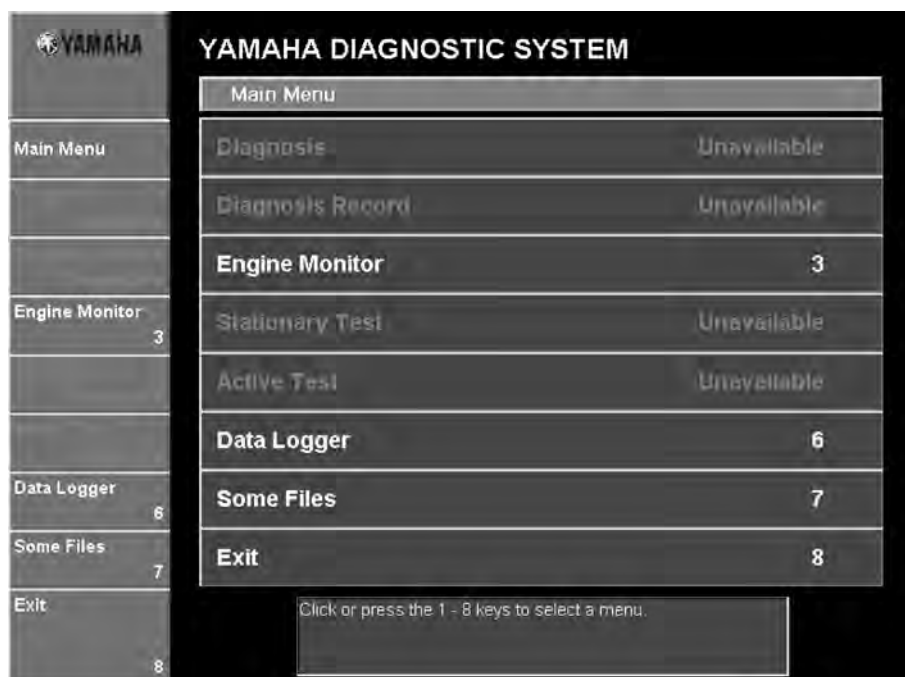 YAMAHA
YAMAHA DIAGNOSTIC SYSTEM
Main Menu
Main Menu
Diagnosis Unavailable
Diagnosis Record Unavailable
Engine Monitor 3
Engine Monitor
3
Stationary Test Unavailable
Active Test Unavailable
Data Logger 6
Data Logger
6
Some Files 7
Some Files
7
Exit 8
Exit
8
Click or press the 1 - 8 keys to select a menu.